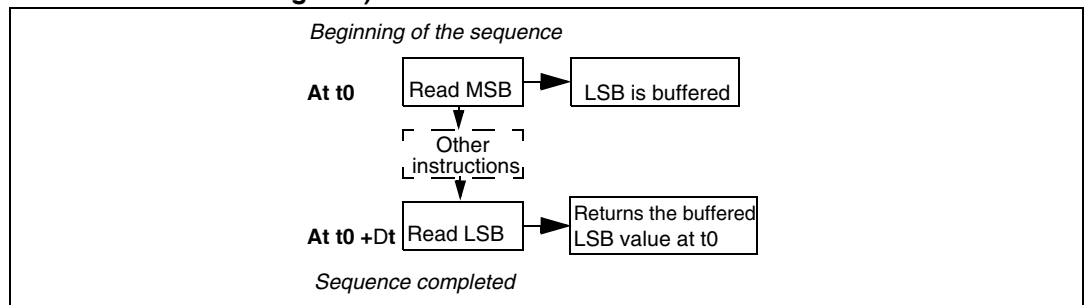 Beginning of the sequence
At t0
Read MSB
LSB is buffered
Other
instructions
At t0 +Dt
Read LSB
Returns the buffered
LSB value at t0
Sequence completed